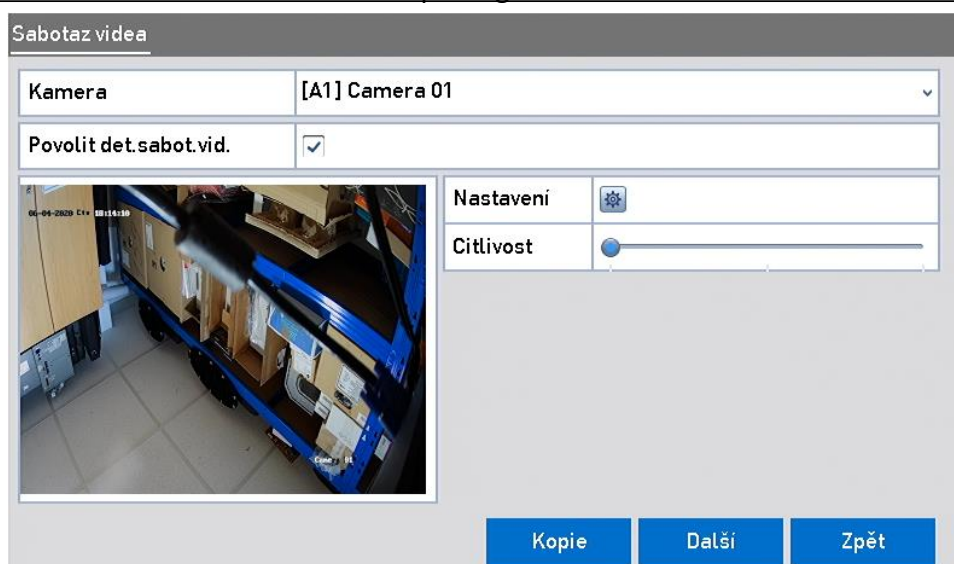 Sabotaz videa
Kamera
[A1] Camera 01
Povolit det.sabot.vid.
Nastavení
Citlivost
Kopie
Další
Zpět